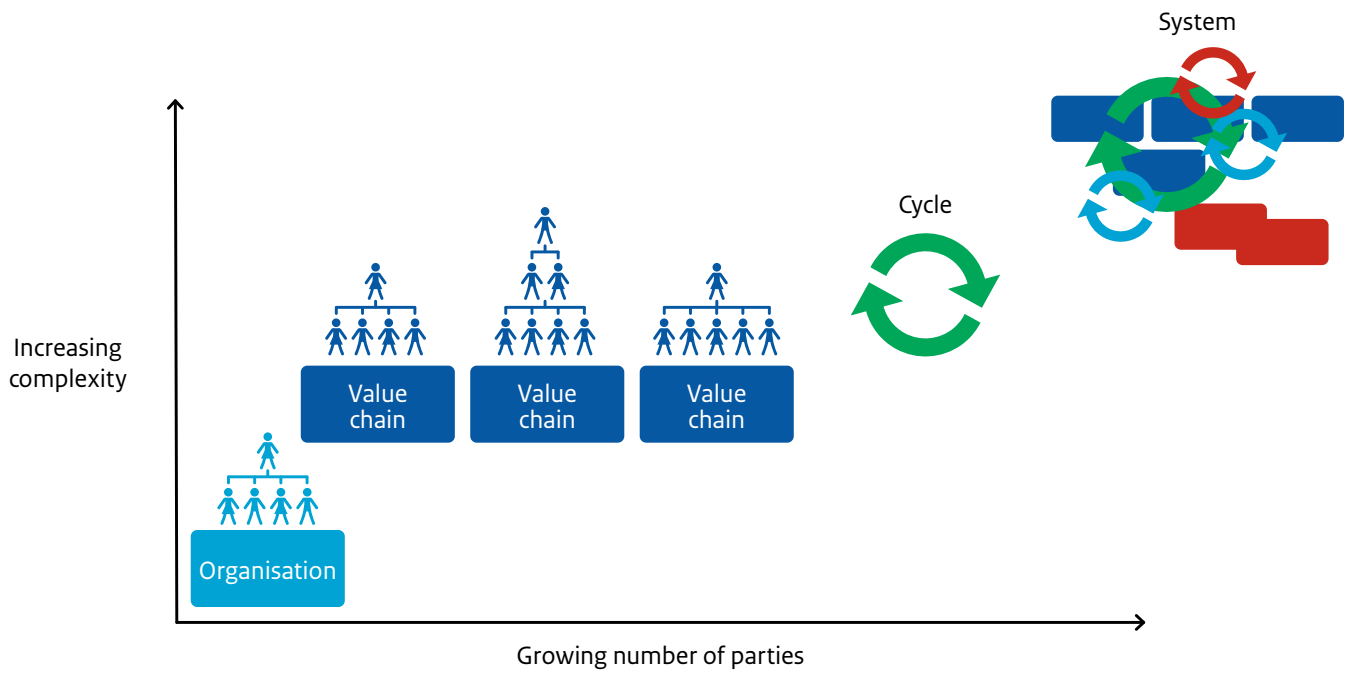 System
Cycle
Increasing
complexity
Value
chain
Value
chain
Value
chain
Organisation
Growing number of parties